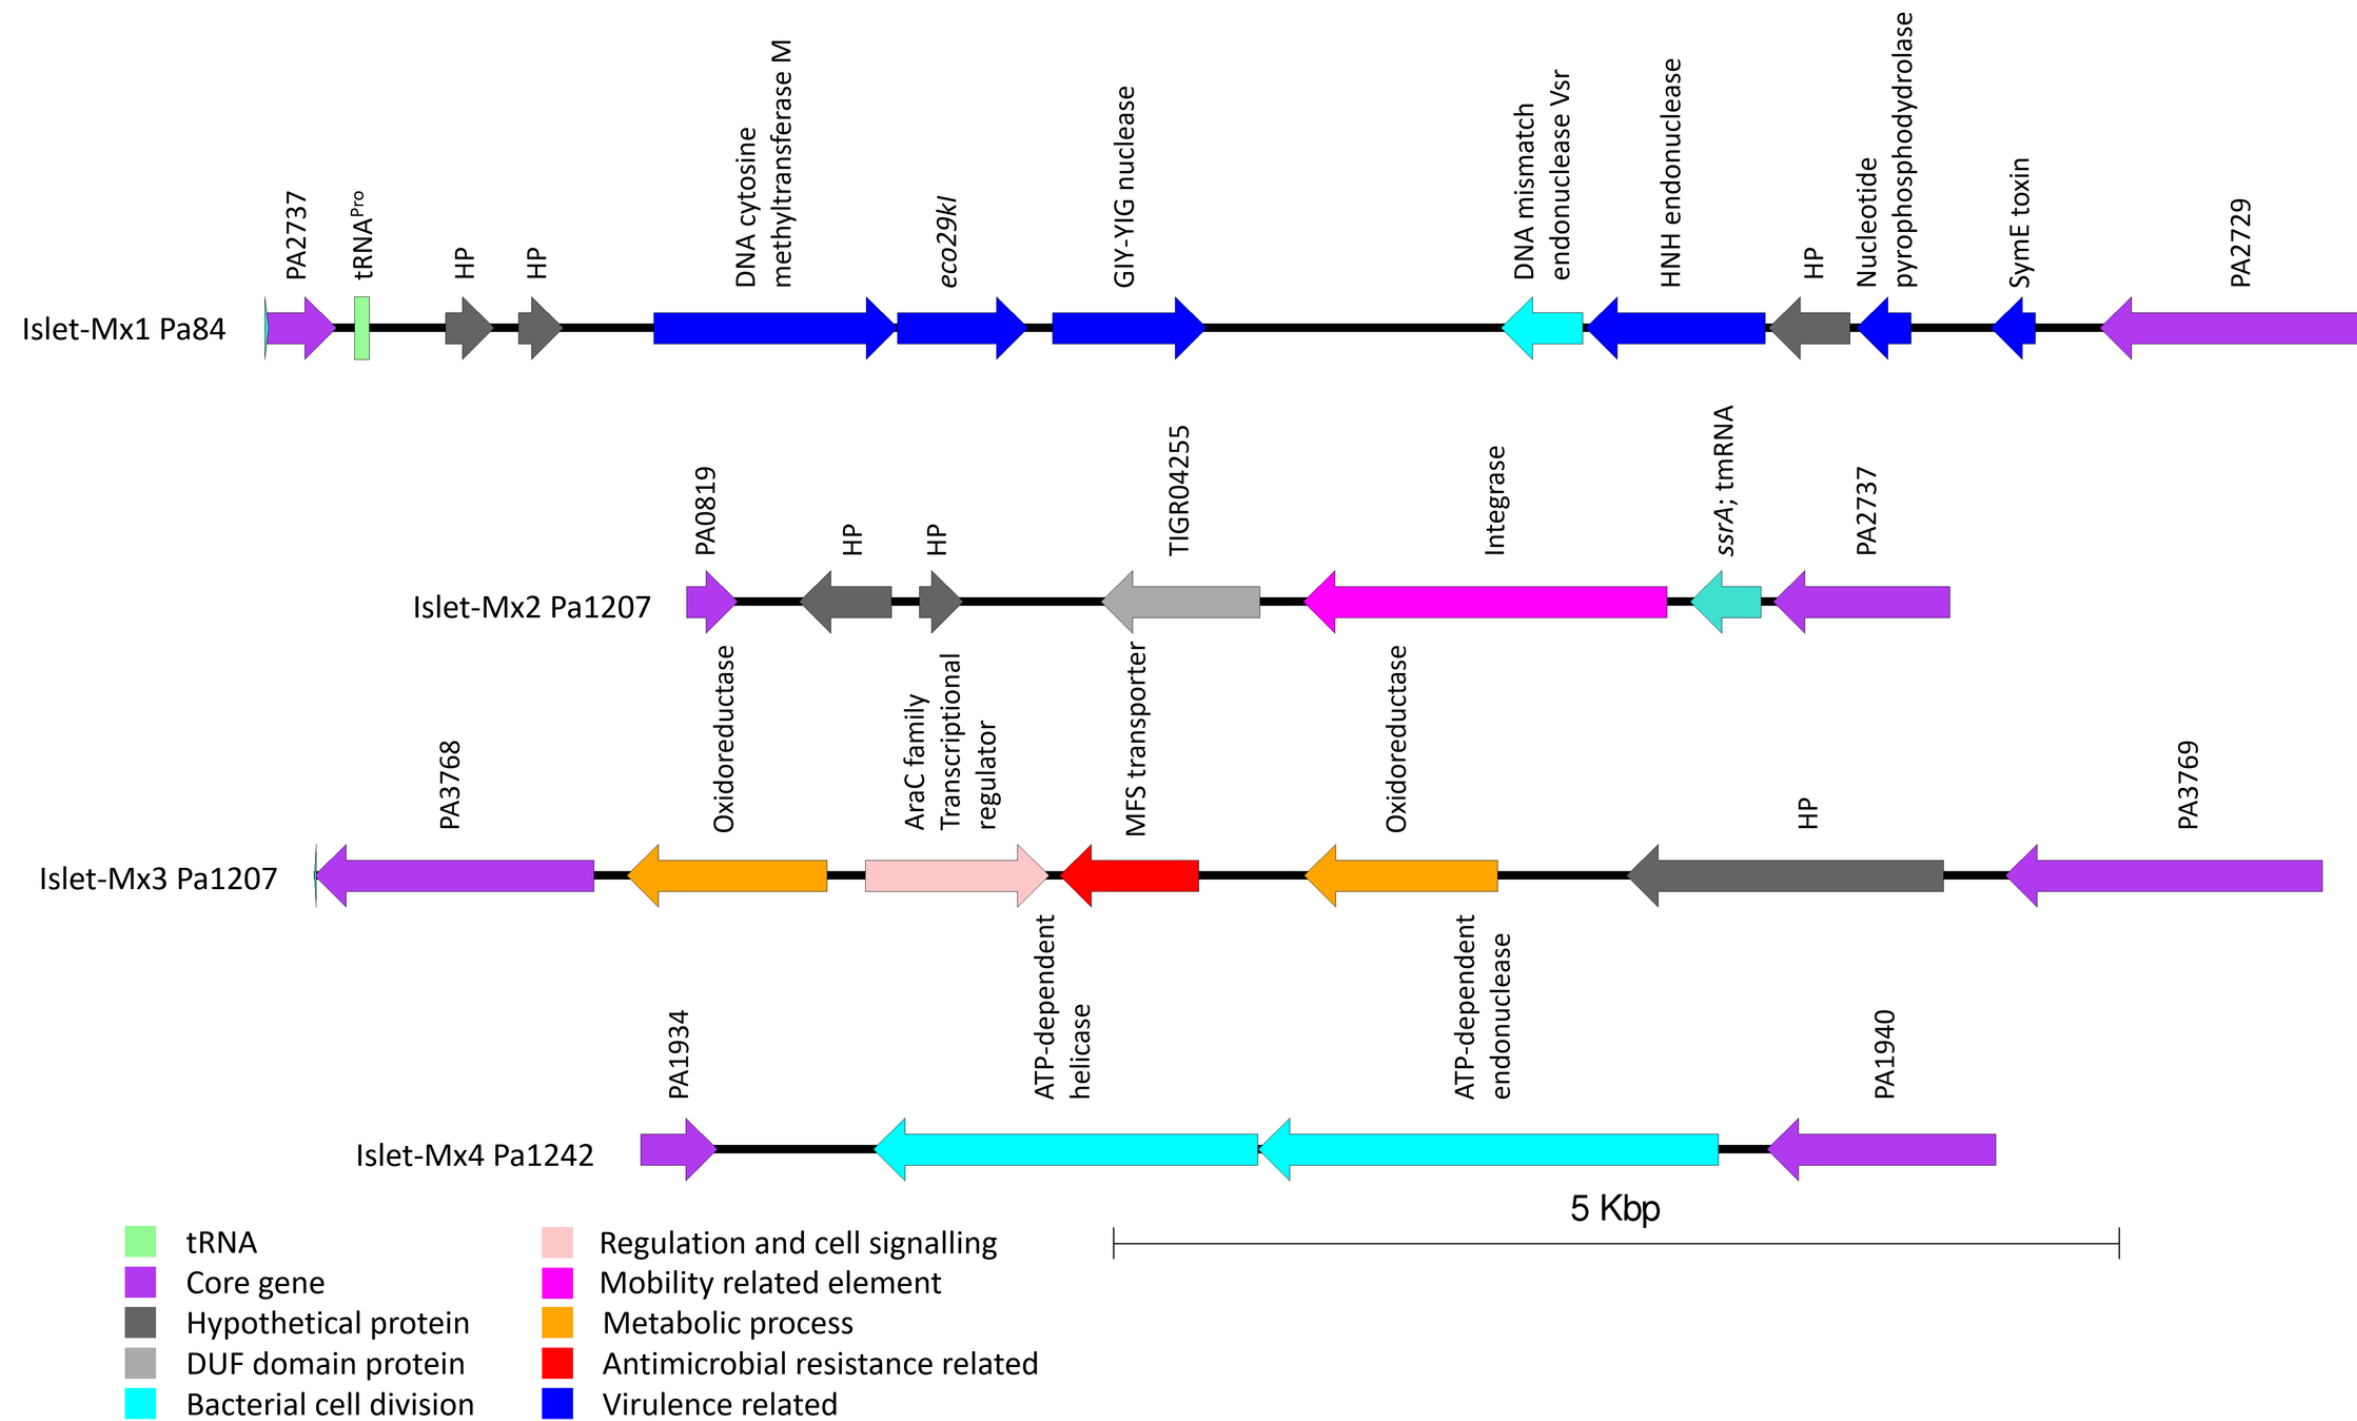 PA2737
tRNAPro
HP
HP
DNA cytosine
methyltransferase M
eco29kI
GIY-YIG nuclease
DNA mismatch
endonuclease Vsr
HNH endonuclease
HP
Nucleotide
pyrophosphodydrolase
SymE toxin
PA2729
Islet-Mx1 Pa84
PA0819
HP
HP
TIGR04255
Integrase
ssrA; tmRNA
PA2737
Islet-Mx2 Pa1207
PA3768
Oxidoreductase
AraC family
Transcriptional
regulator
MFS transporter
Oxidoreductase
HP
PA3769
Islet-Mx3 Pa1207
PA1934
ATP-dependent
helicase
ATP-dependent
endonuclease
PA1940
Islet-Mx4 Pa1242
5 Kbp
tRNA
Core gene
Hypothetical protein
DUF domain protein
Bacterial cell division
Regulation and cell signalling
Mobility related element
Metabolic process
Antimicrobial resistance related
Virulence related